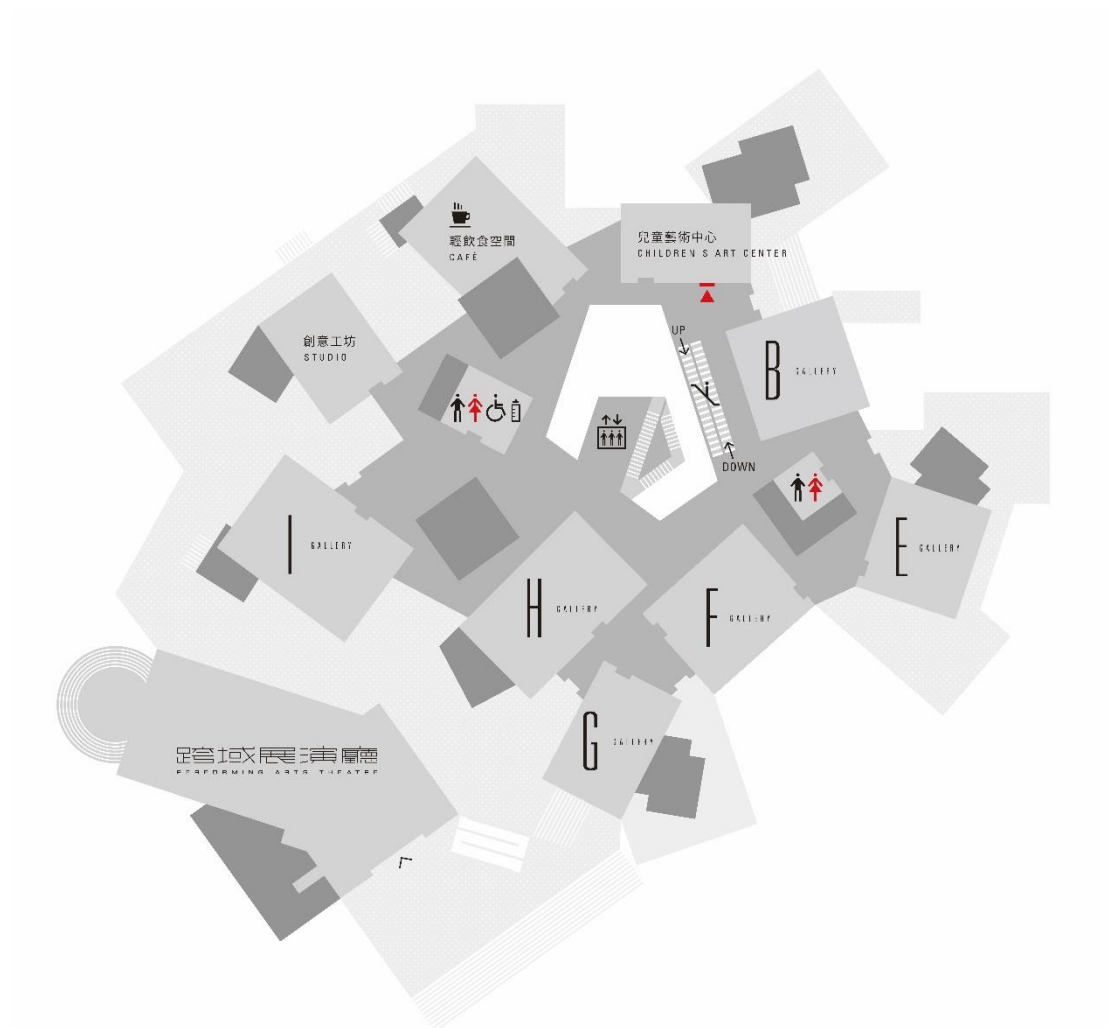 輕飲食空間
CAFÉ
兒童藝術中心
CHILDREN S ART CENTER
創意工坊
STUDIO
UP
B GALLERY
DOWN
I GALLERY
H GALLERY
F GALLERY
E GALLERY
G GALLERY
跨域展演廳
PERFORMING ARTS THEATRE